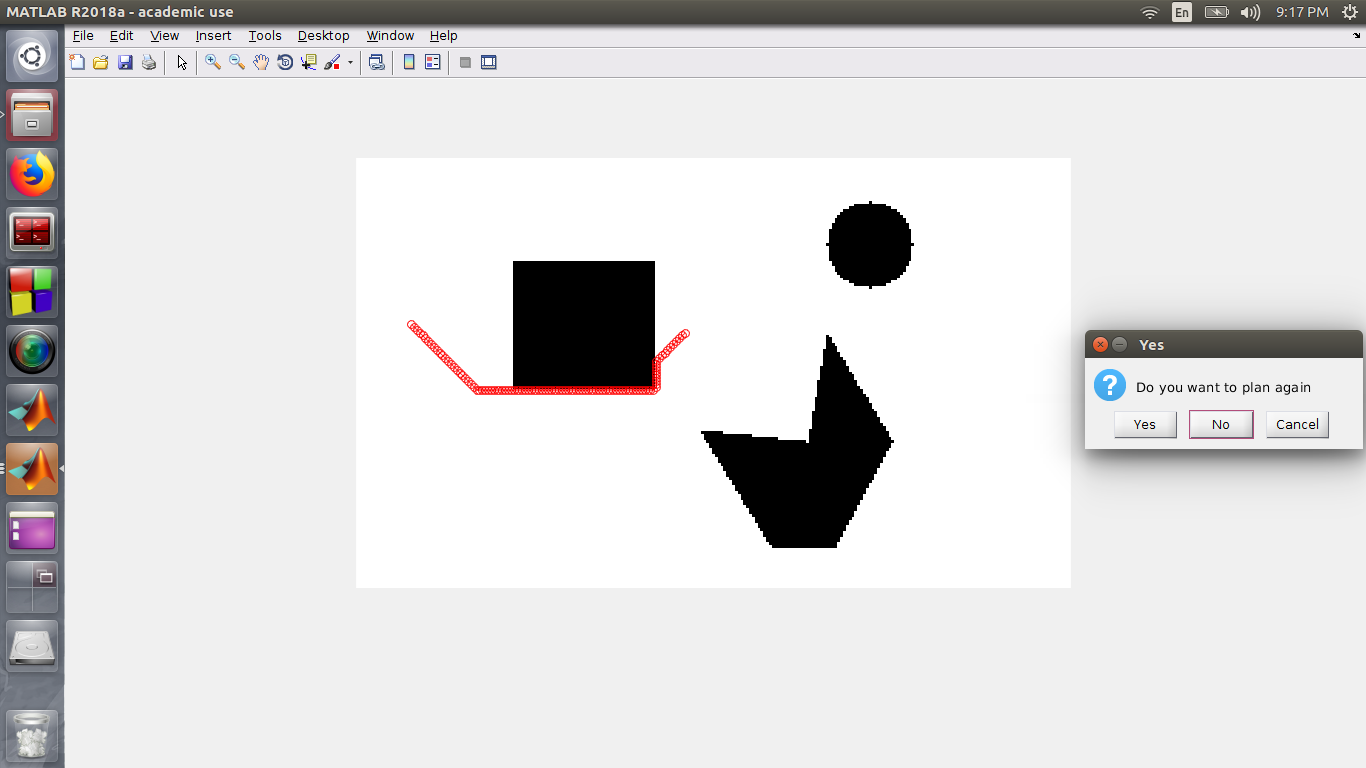 MATLAB R2018a - academic use
En
9:17 PM
File Edit View Insert Tools Desktop Window Help
Yes
?
Do you want to plan again
Yes No Cancel